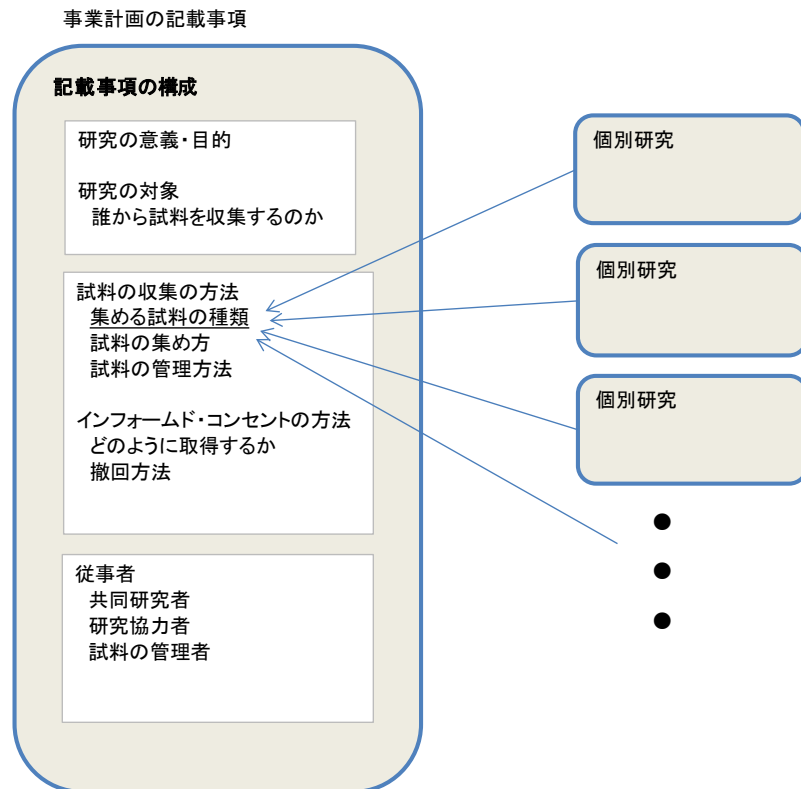 事業計画の記載事項
記載事項の構成
研究の意義・目的
研究の対象
誰から試料を収集するのか
試料の収集の方法
集める試料の種類
試料の集め方
試料の管理方法
インフォームド・コンセントの方法
どのように取得するか
撤回方法
従事者
共同研究者
研究協力者
試料の管理者
個別研究
個別研究
個別研究